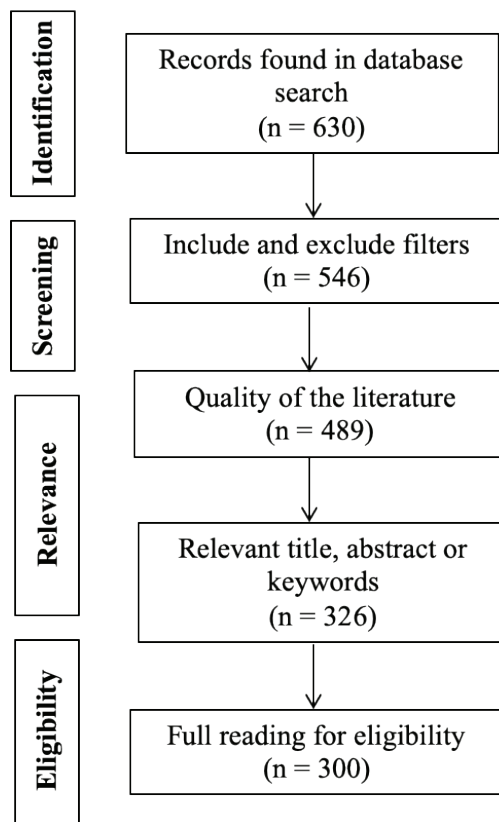 Identification
Records found in database
search
(n = 630)
Screening
Include and exclude filters
(n = 546)
Relevance
Quality of the literature
(n = 489)
Relevant title, abstract or
keywords
(n = 326)
Eligibility
Full reading for eligibility
(n = 300)